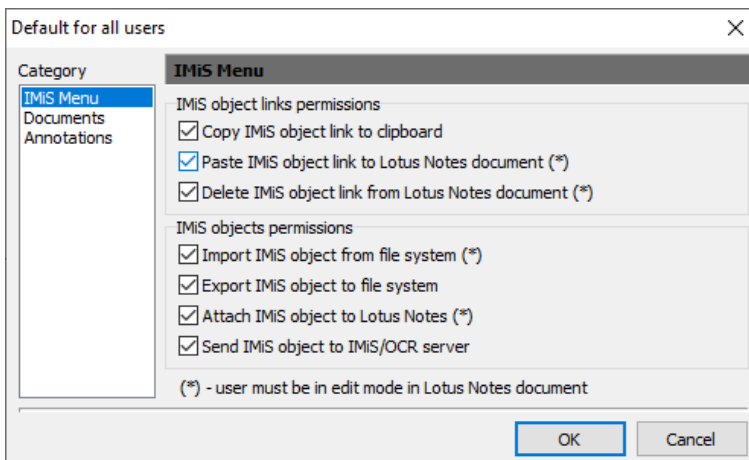 Default for all users
Category
IMiS Menu
Documents
Annotations
IMiS Menu
IMiS object links permissions
Copy IMiS object link to clipboard
Paste IMiS object link to Lotus Notes document (*)
Delete IMiS object link from Lotus Notes document (*)
IMiS objects permissions
Import IMiS object from file system (*)
Export IMiS object to file system
Attach IMiS object to Lotus Notes (*)
Send IMiS object to IMiS/OCR server
(*) - user must be in edit mode in Lotus Notes document
OK
Cancel